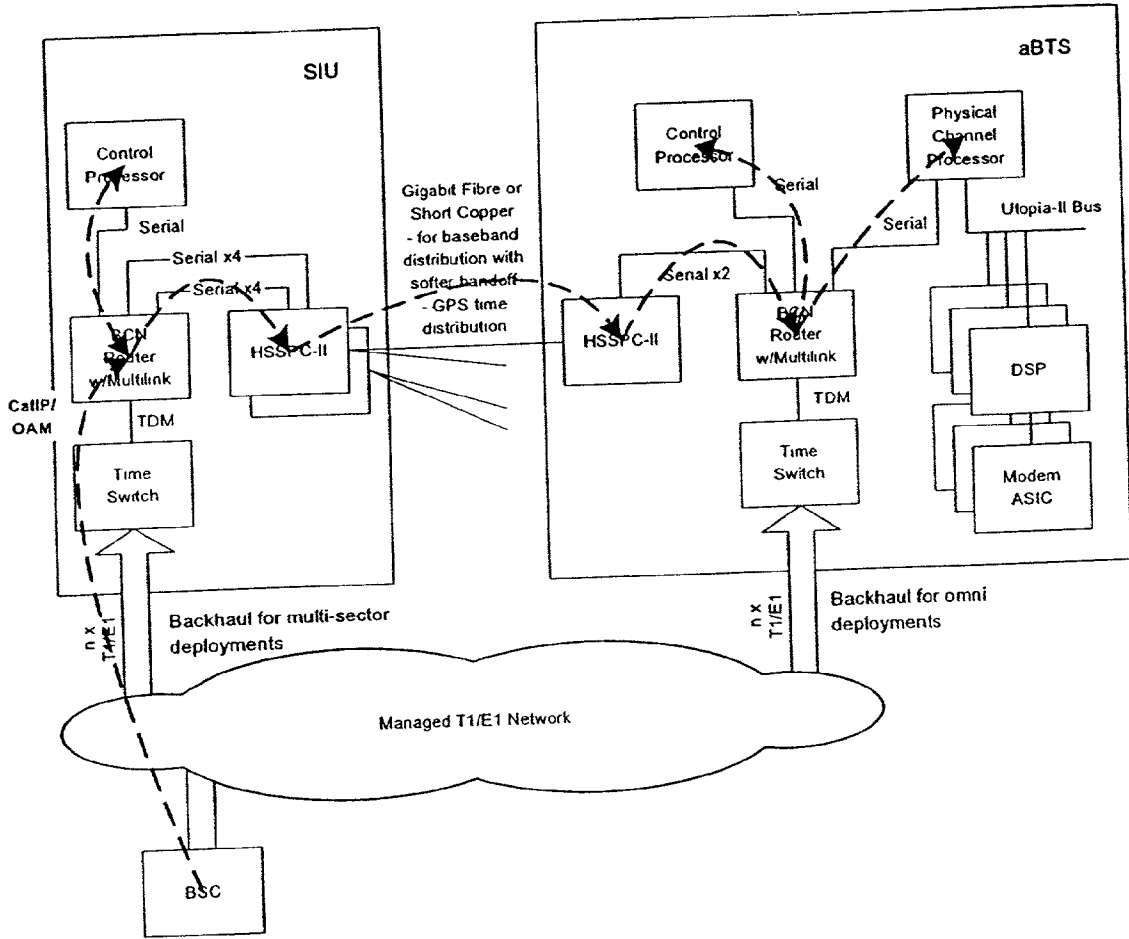 SIU
aBTS
Control
Processor
Serial
Serial x4
Serial x4
BCN
Router
w/Multilink
HSSPC-II
CatIP/
OAM
TDM
Time
Switch
Gigabit Fibre or
Short Copper
- for baseband
distribution with
softer handoff
- GPS time
distribution
Control
Processor
Physical
Channel
Processor
Serial
Serial
Utopia-II Bus
Serial x2
HSSPC-II
BCN
Router
w/Multilink
DSP
TDM
Time
Switch
Modem
ASIC
n x
T1/E1
Backhaul for multi-sector
deployments
n x
T1/E1
Backhaul for omni
deployments
Managed T1/E1 Network
BSC